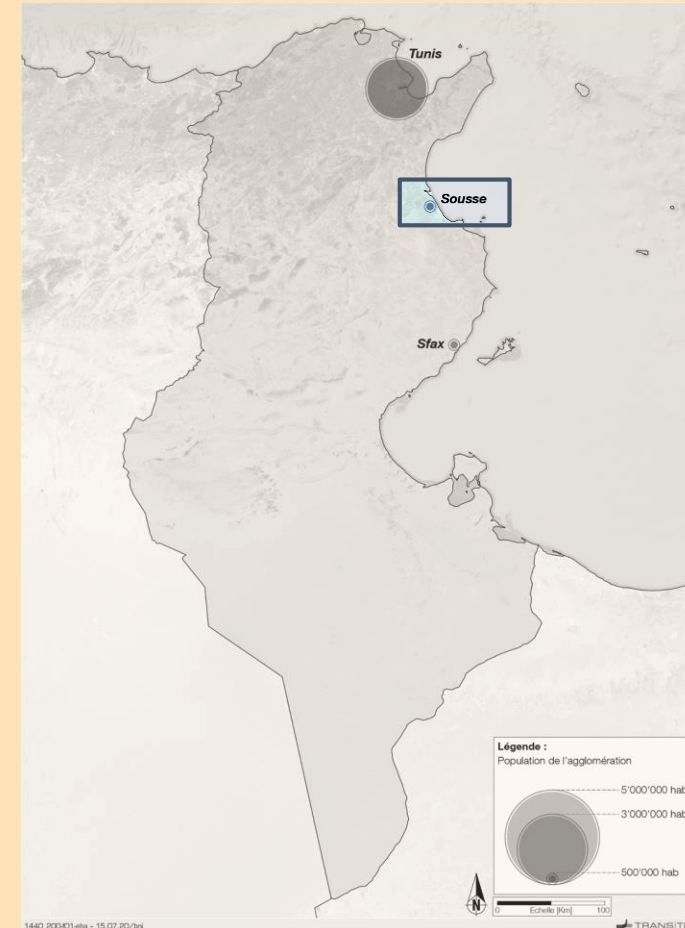 Tunis
Sousse
Sfax
Légende :
Population de l'agglomération
5'000'000 hab
3'000'000 hab
500'000 hab
N
0 Echelle [Km] 100